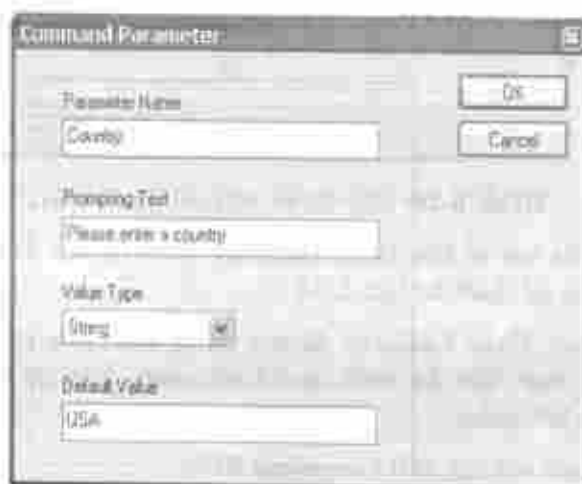 Command Parameter
Parameter Name
Country
OK
Cancel
Prompting Text
Please enter a country
Value Type
String
Default Value
USA